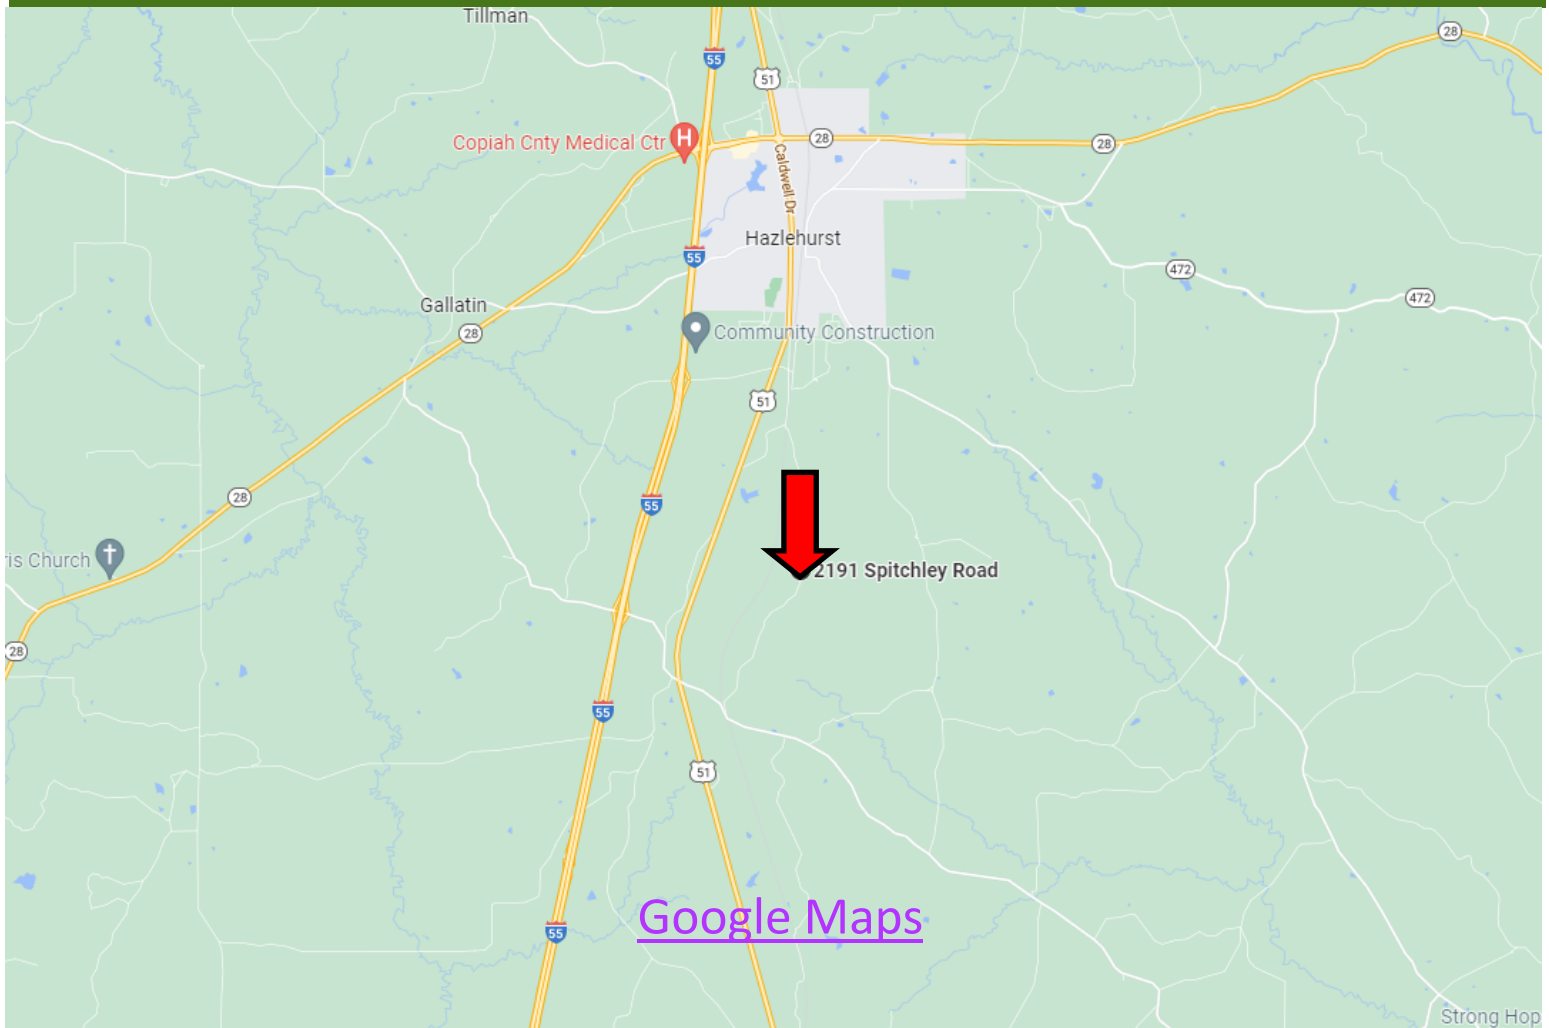 Tillman
28
55
51
Copiah Cnty Medical Ctr
H
28
28
Caldwell Dr
Hazlehurst
55
472
472
Gallatin
28
Community Construction
51
28
55
ris Church
2191 Spitchley Road
28
55
51
Google Maps
55
Strong Hop